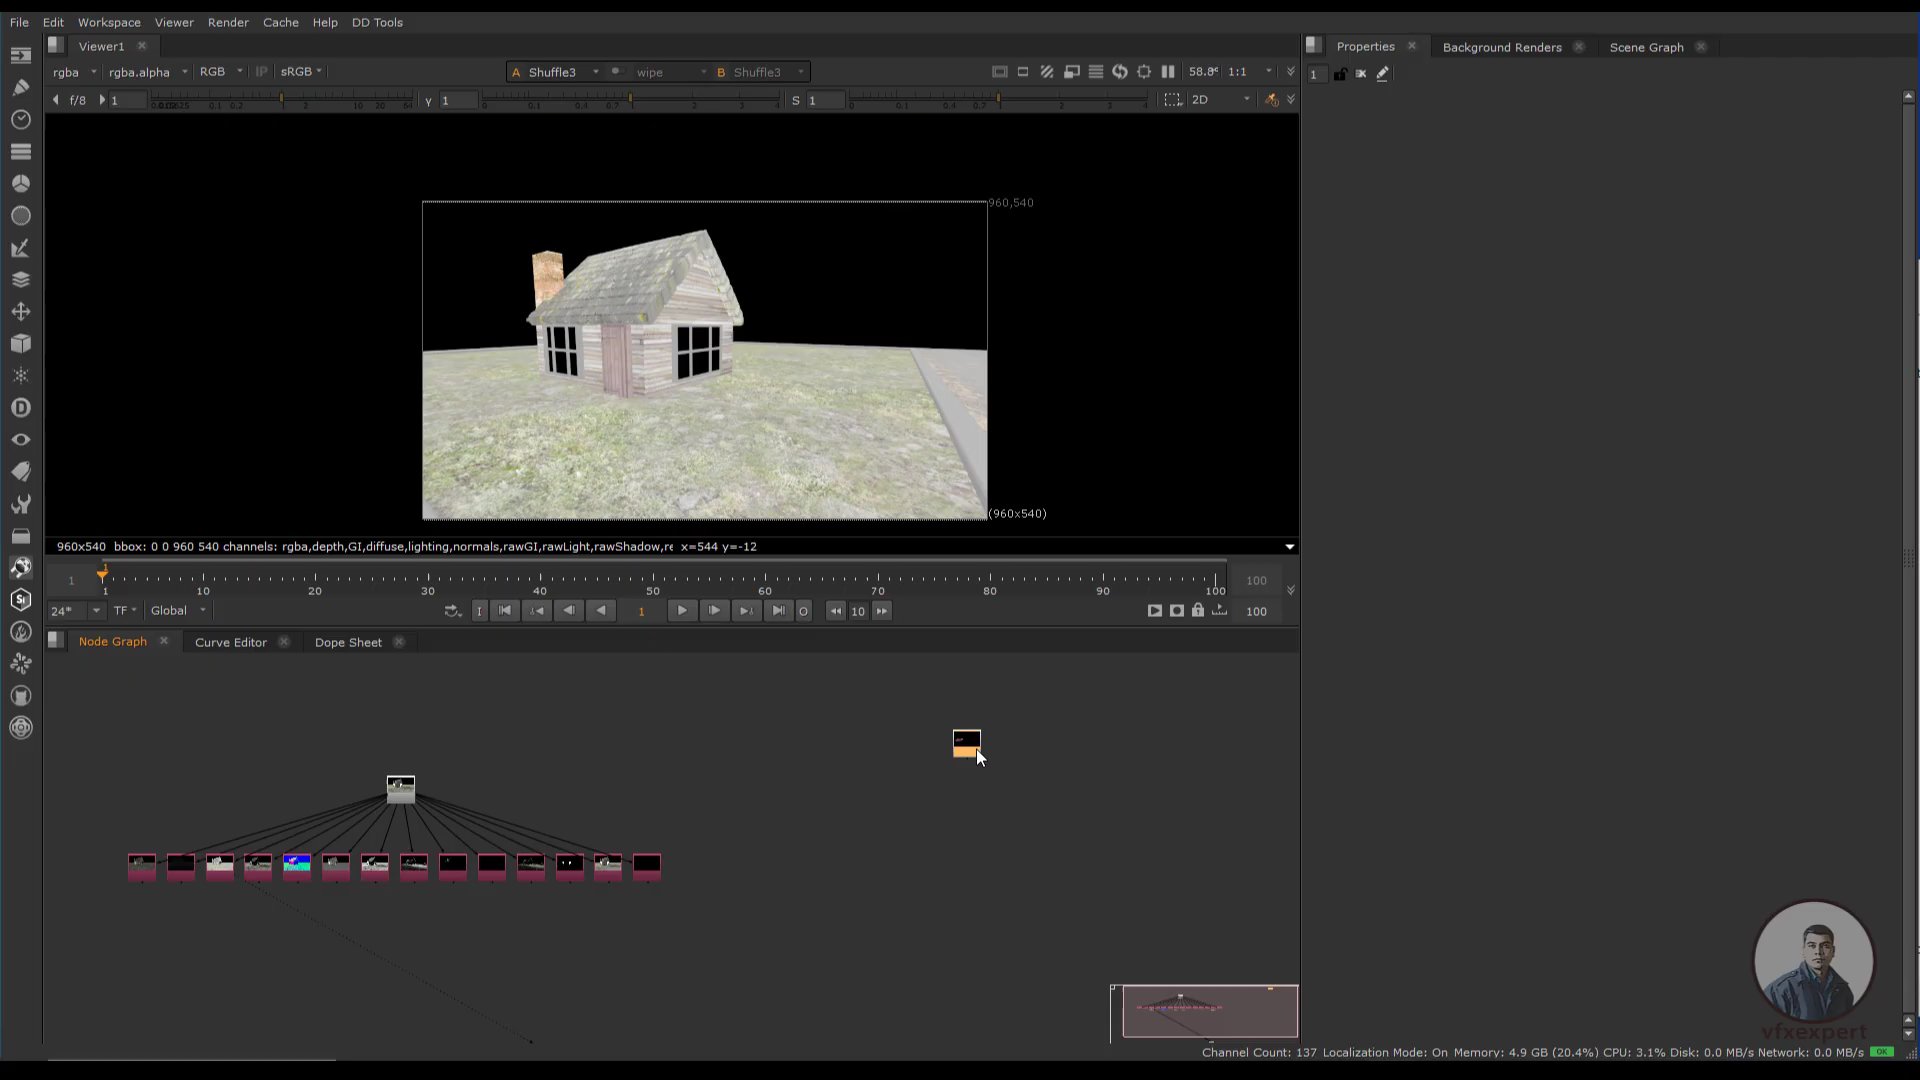 File Edit Workspace Viewer Render Cache Help DD Tools
Viewer1
Properties Background Renders Scene Graph
rgba rgba.alpha RGB IP sRGB A Shuffle3 wipe B Shuffle3 1:1
1
f/8 1 γ 1 S 1 2D
960,540
(960x540)
960x540 bbox: 0 0 960 540 channels: rgba,depth,GI,diffuse,lighting,normals,rawGI,rawLight,rawShadow,re x=544 y=-12
1
1 100
1 10 20 30 40 50 60 70 80 90 100
24* TF Global I 1 O 10 100
Node Graph Curve Editor Dope Sheet
vfxexpert
Channel Count: 137 Localization Mode: On Memory: 4.9 GB (20.4%) CPU: 3.1% Disk: 0.0 MB/s Network: 0.0 MB/s OK